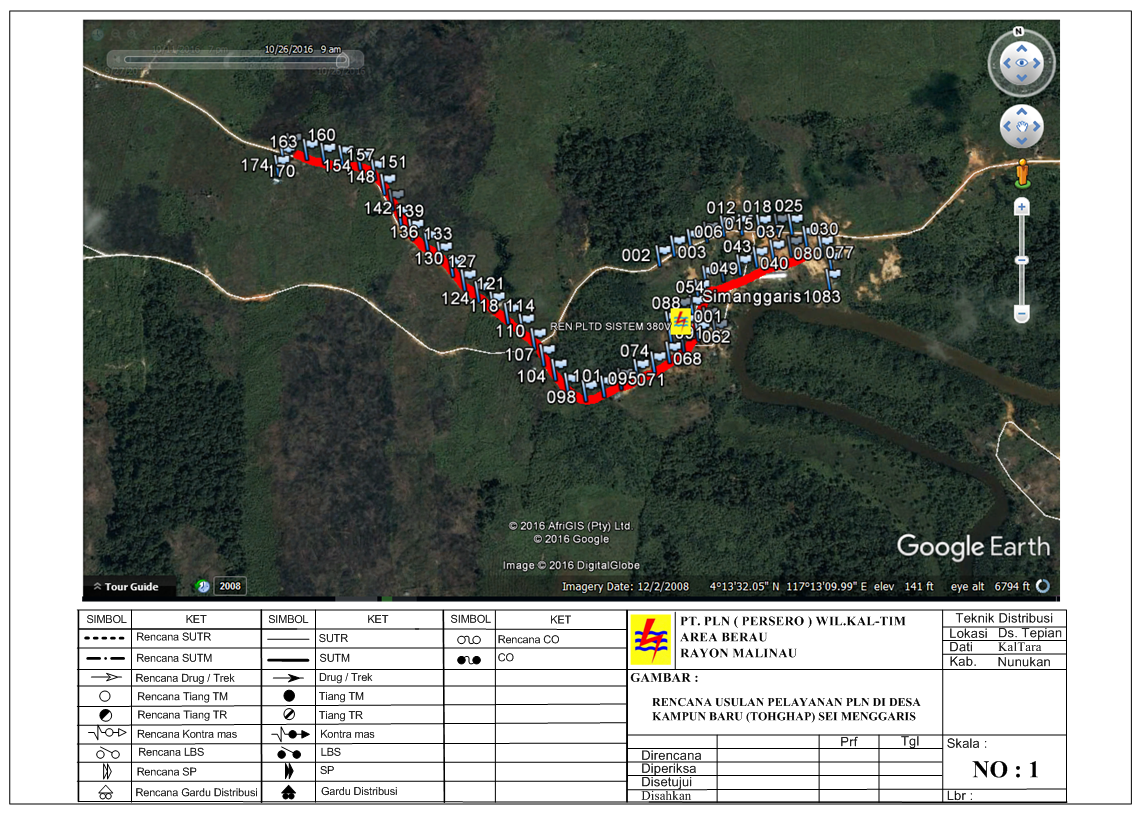 10/26/2016 9 am
N
163 160
174 170 154 157 151
148
142 139
136 133
130 127
124 121
118 114
110
107
104
098 101 095 071
074 068
062
001
088
054
Simanggaris1083
REN PLTD SISTEM 380V
002 003 006 012 015 018 025
037 030
043 040 080 077
049
© 2016 AfriGIS (Pty) Ltd.
© 2016 Google
Image © 2016 DigitalGlobe
Google Earth
Tour Guide 2008 Imagery Date: 12/2/2008 4°13'32.05" N 117°13'09.99" E elev 141 ft eye alt 6794 ft
SIMBOL KET SIMBOL KET SIMBOL KET
Rencana SUTR SUTR Rencana CO
Rencana SUTM SUTM CO
Rencana Drug / Trek Drug / Trek
Rencana Tiang TM Tiang TM
Rencana Tiang TR Tiang TR
Rencana Kontra mas Kontra mas
Rencana LBS LBS
Rencana SP SP
Rencana Gardu Distribusi Gardu Distribusi
PT. PLN ( PERSERO ) WIL.KAL-TIM
AREA BERAU
RAYON MALINAU
Teknik Distribusi
Lokasi Ds. Tepian
Dati KalTara
Kab. Nunukan
GAMBAR :
RENCANA USULAN PELAYANAN PLN DI DESA
KAMPUN BARU (TOHGHAP) SEI MENGGARIS
Prf Tgl
Direncana
Diperiksa
Disetujui
Disahkan
Skala :
NO : 1
Lbr :